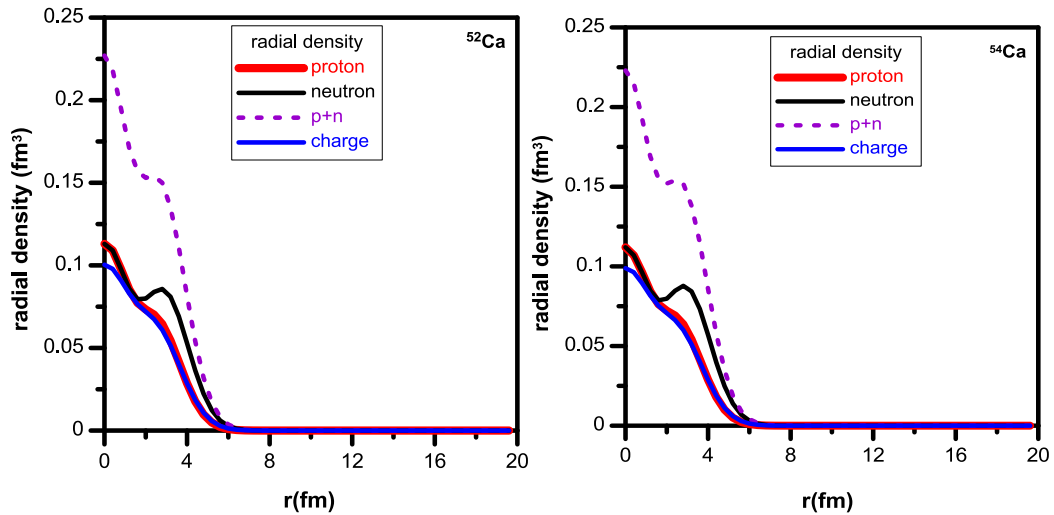 0.25
0.2
0.15
0.1
0.05
0
radial density (fm³)
⁵²Ca
radial density
proton
neutron
p+n
charge
0 4 8 12 16 20
r(fm)
0.25
0.2
0.15
0.1
0.05
0
radial density (fm³)
⁵⁴Ca
radial density
proton
neutron
p+n
charge
0 4 8 12 16 20
r(fm)